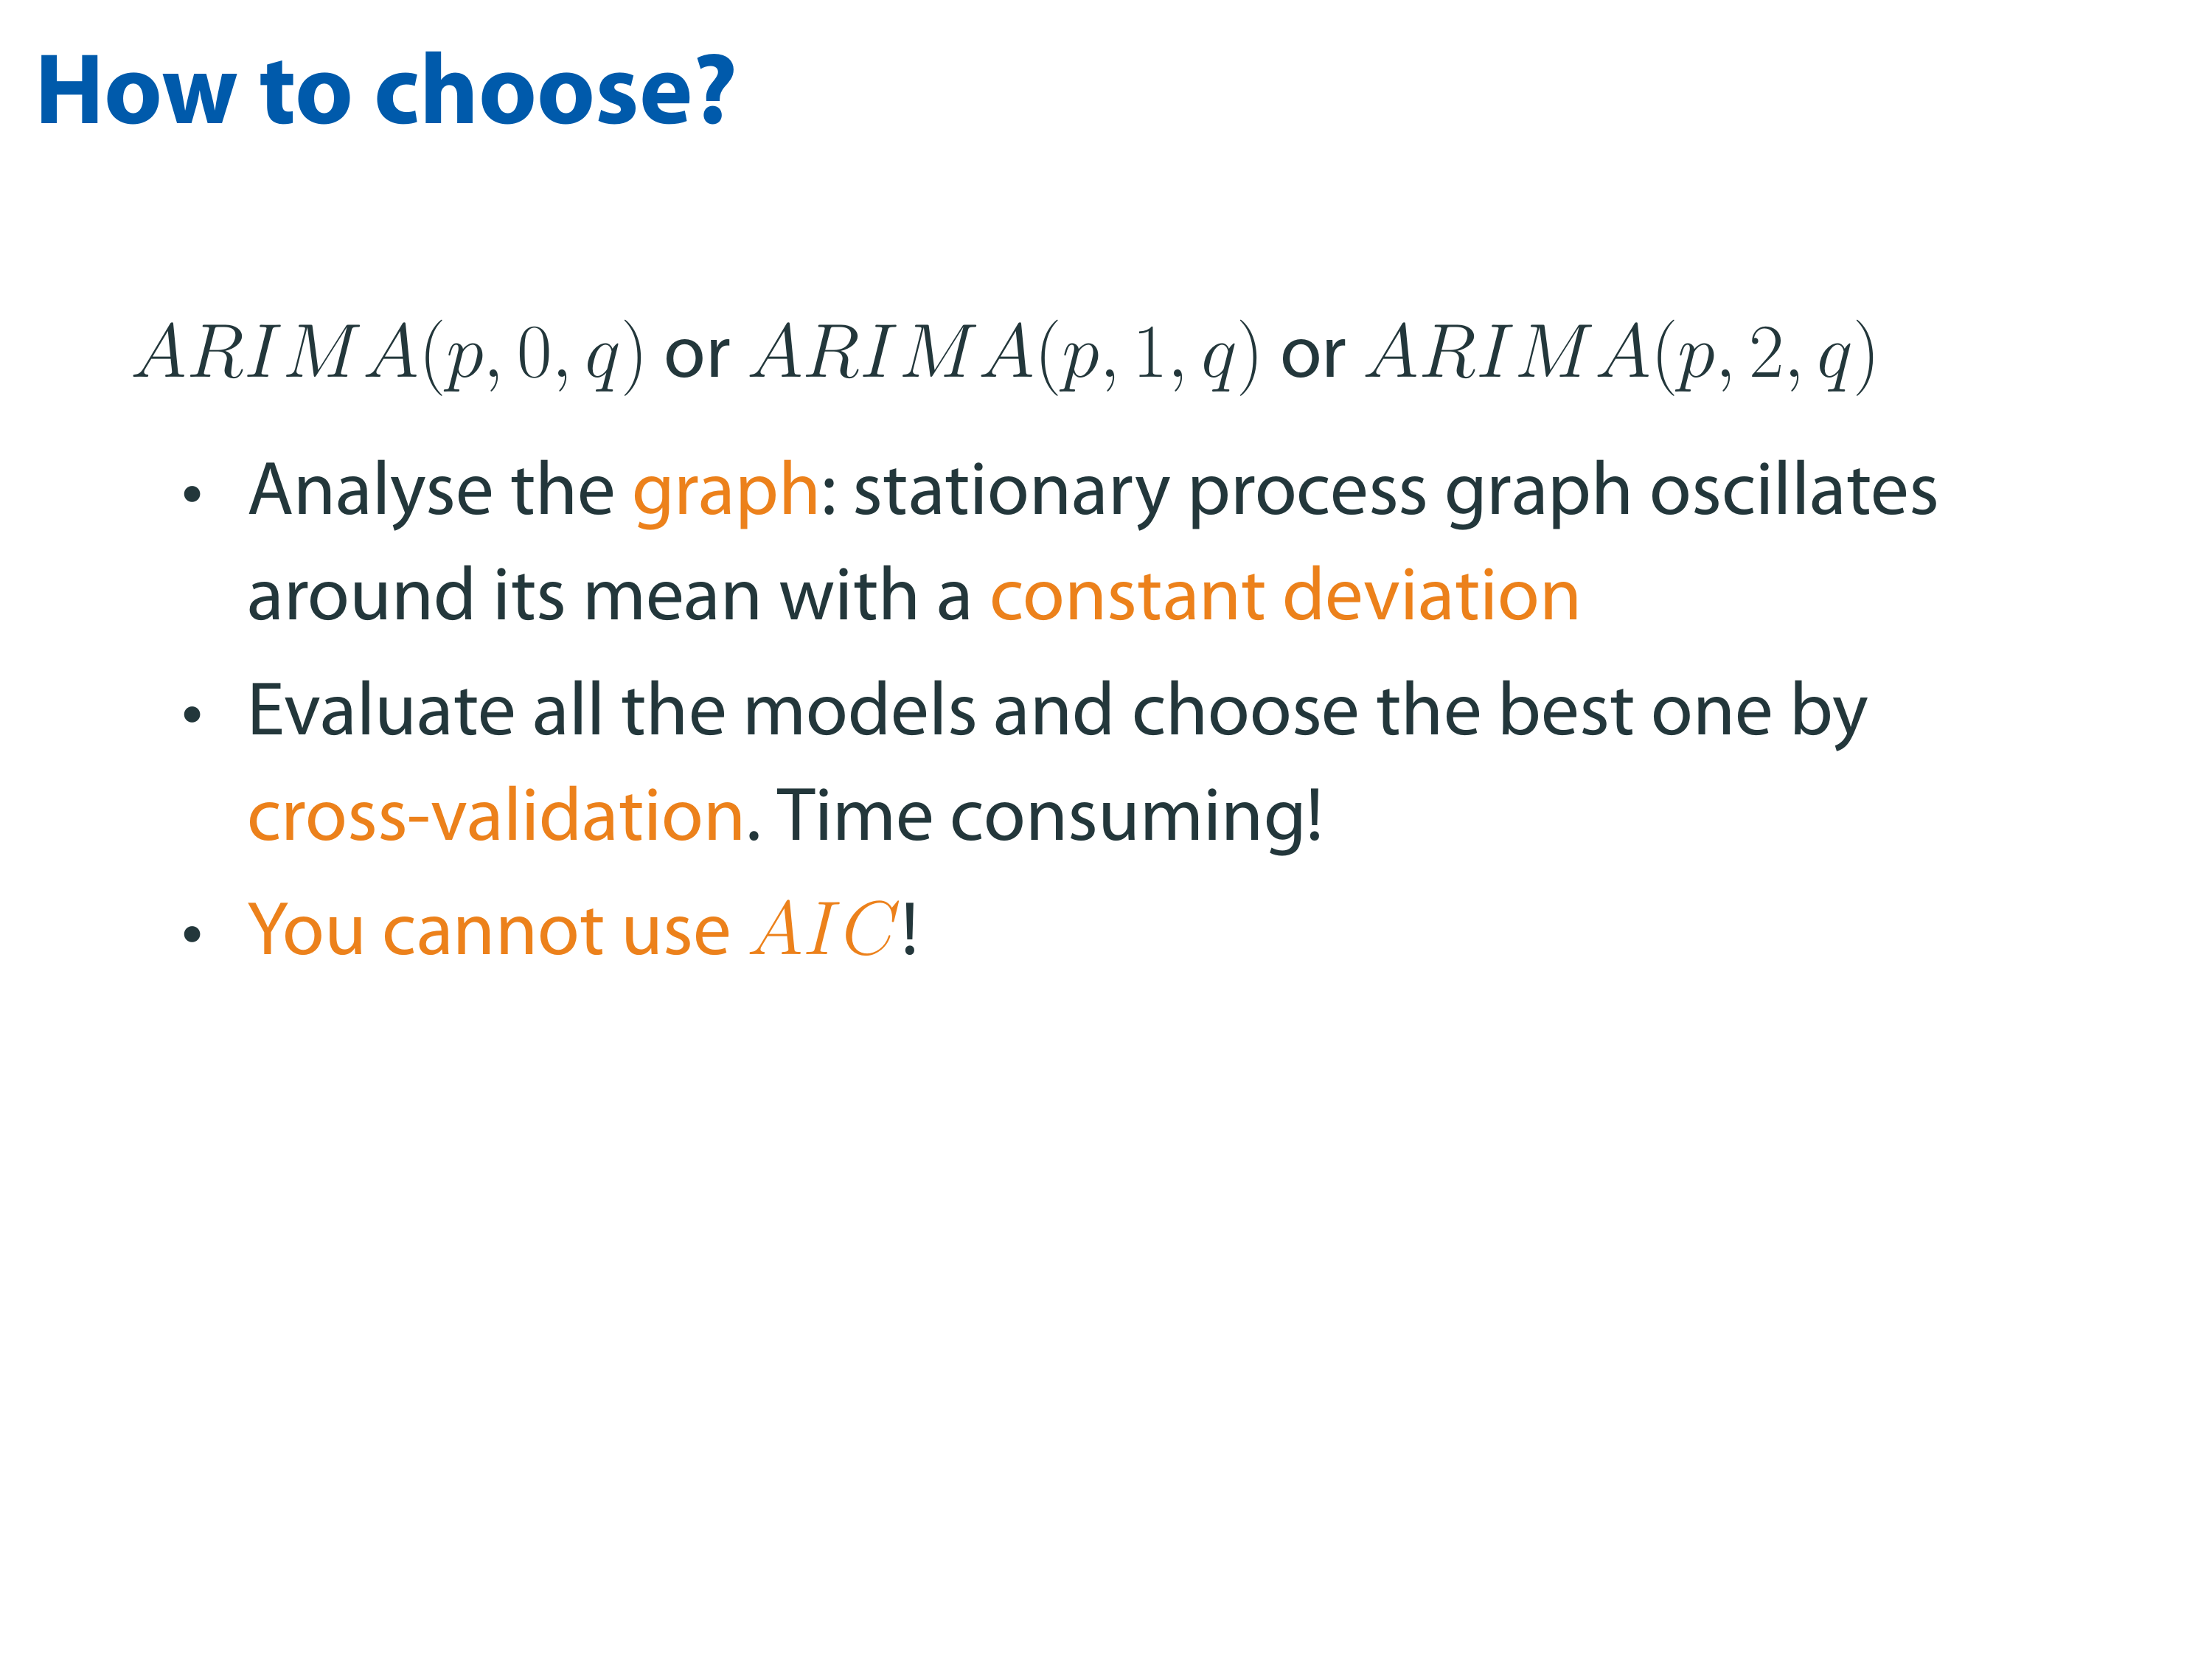 How to choose?
ARIMA(p, 0, q) or ARIMA(p, 1, q) or ARIMA(p, 2, q)
• Analyse the graph: stationary process graph oscillates
around its mean with a constant deviation
• Evaluate all the models and choose the best one by
cross-validation. Time consuming!
• You cannot use AIC!